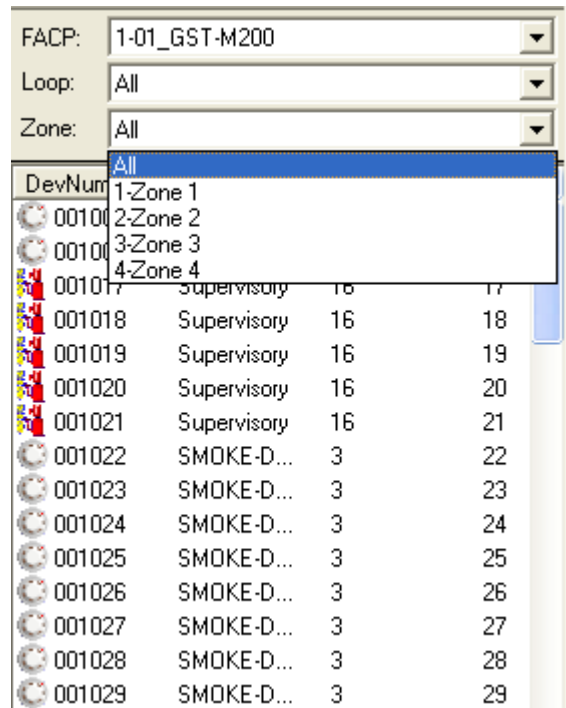 FACP: 1-01_GST-M200
Loop: All
Zone: All
All
1-Zone 1
2-Zone 2
3-Zone 3
4-Zone 4
DevNum
00100
00100
001017 Supervisory 16 17
001018 Supervisory 16 18
001019 Supervisory 16 19
001020 Supervisory 16 20
001021 Supervisory 16 21
001022 SMOKE-D... 3 22
001023 SMOKE-D... 3 23
001024 SMOKE-D... 3 24
001025 SMOKE-D... 3 25
001026 SMOKE-D... 3 26
001027 SMOKE-D... 3 27
001028 SMOKE-D... 3 28
001029 SMOKE-D... 3 29